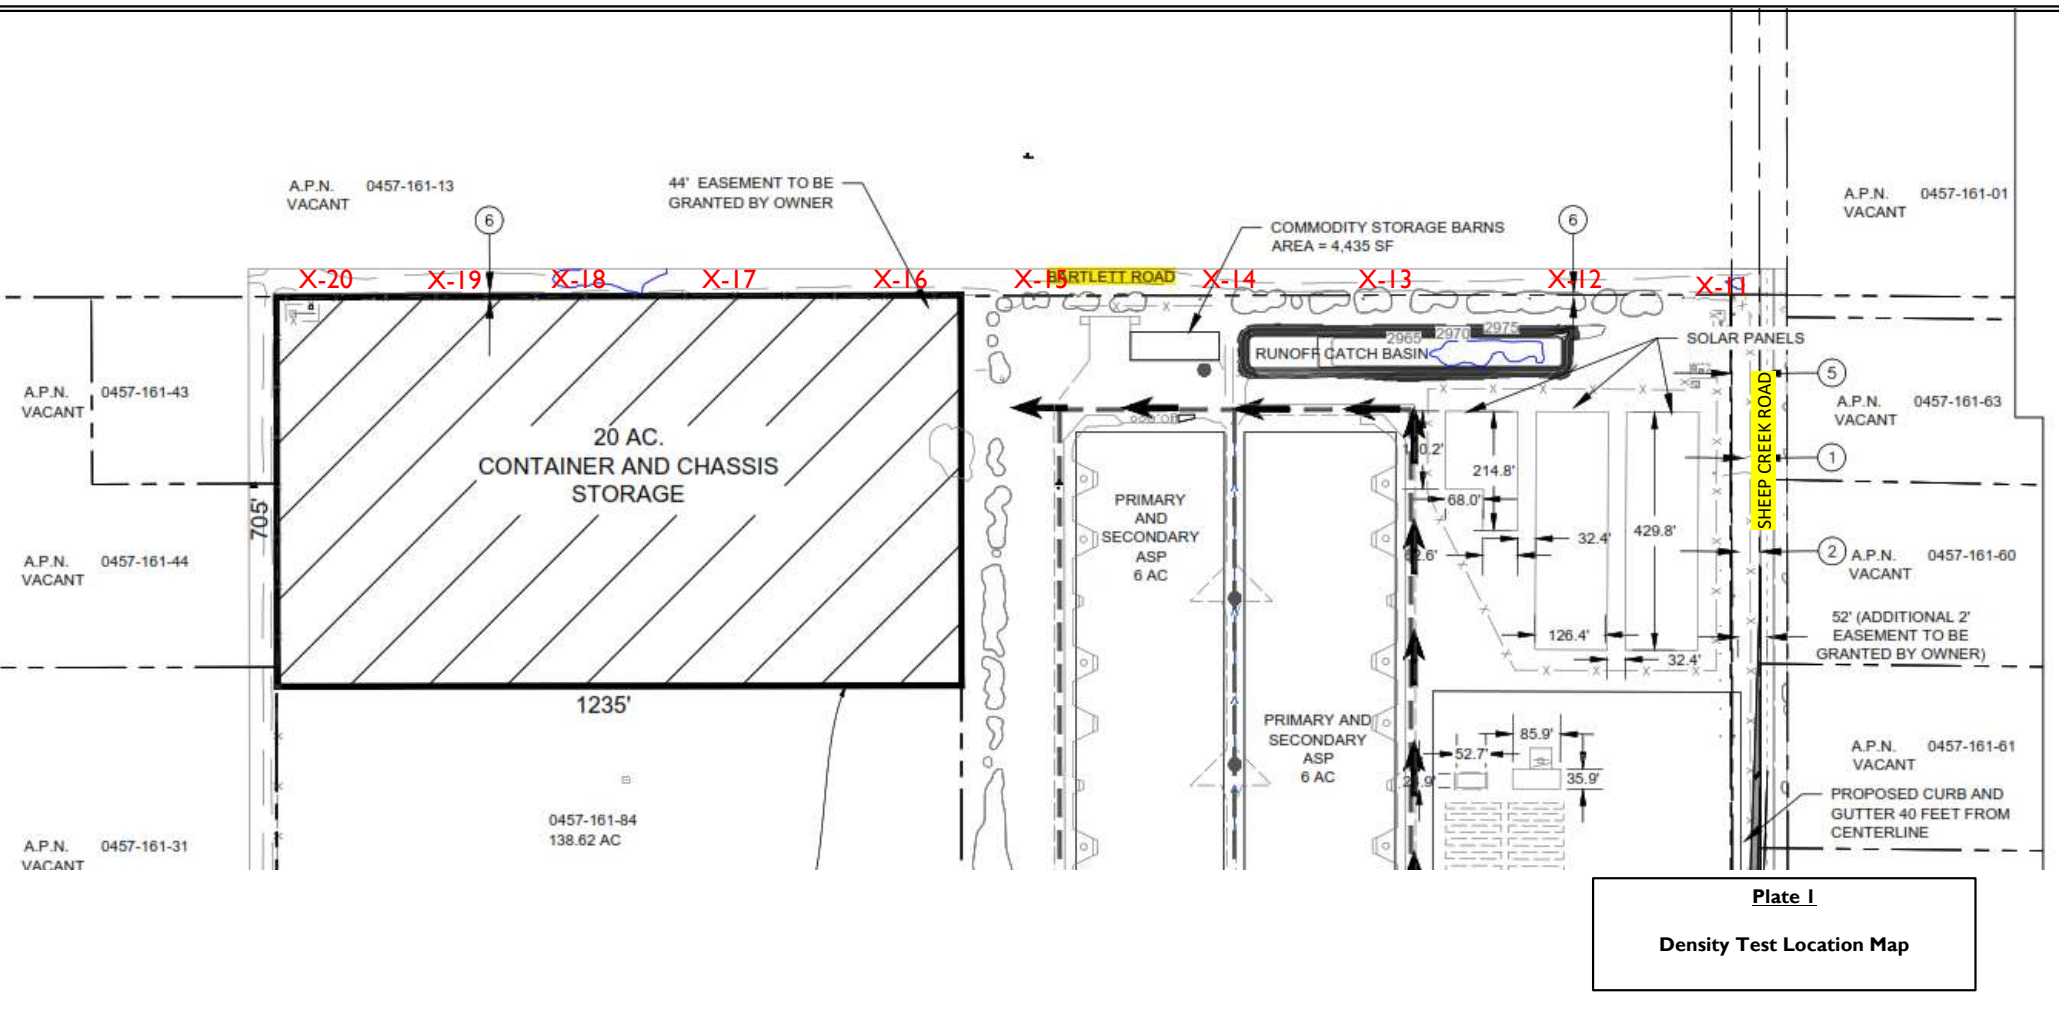 A.P.N. 0457-161-13
VACANT
44' EASEMENT TO BE
GRANTED BY OWNER
6
COMMODITY STORAGE BARNS
AREA = 4,435 SF
6
A.P.N. 0457-161-01
VACANT
X-20 X-19 X-18 X-17 X-16 X-15 BARTLETT ROAD X-14 X-13 X-12 X-11
2965 2970 2975
RUNOFF CATCH BASIN
SOLAR PANELS
5
A.P.N. 0457-161-43
VACANT
A.P.N. 0457-161-63
VACANT
SHEEP CREEK ROAD
1
20 AC.
CONTAINER AND CHASSIS
STORAGE
705'
1235'
PRIMARY
AND
SECONDARY
ASP
6 AC
214.8'
68.0'
32.4'
429.8'
126.4'
32.4'
2
A.P.N. 0457-161-44
VACANT
A.P.N. 0457-161-60
VACANT
52' (ADDITIONAL 2'
EASEMENT TO BE
GRANTED BY OWNER)
PRIMARY AND
SECONDARY
ASP
6 AC
85.9'
52.7'
35.9'
A.P.N. 0457-161-61
VACANT
PROPOSED CURB AND
GUTTER 40 FEET FROM
CENTERLINE
0457-161-84
138.62 AC
A.P.N. 0457-161-31
VACANT
Plate 1
Density Test Location Map